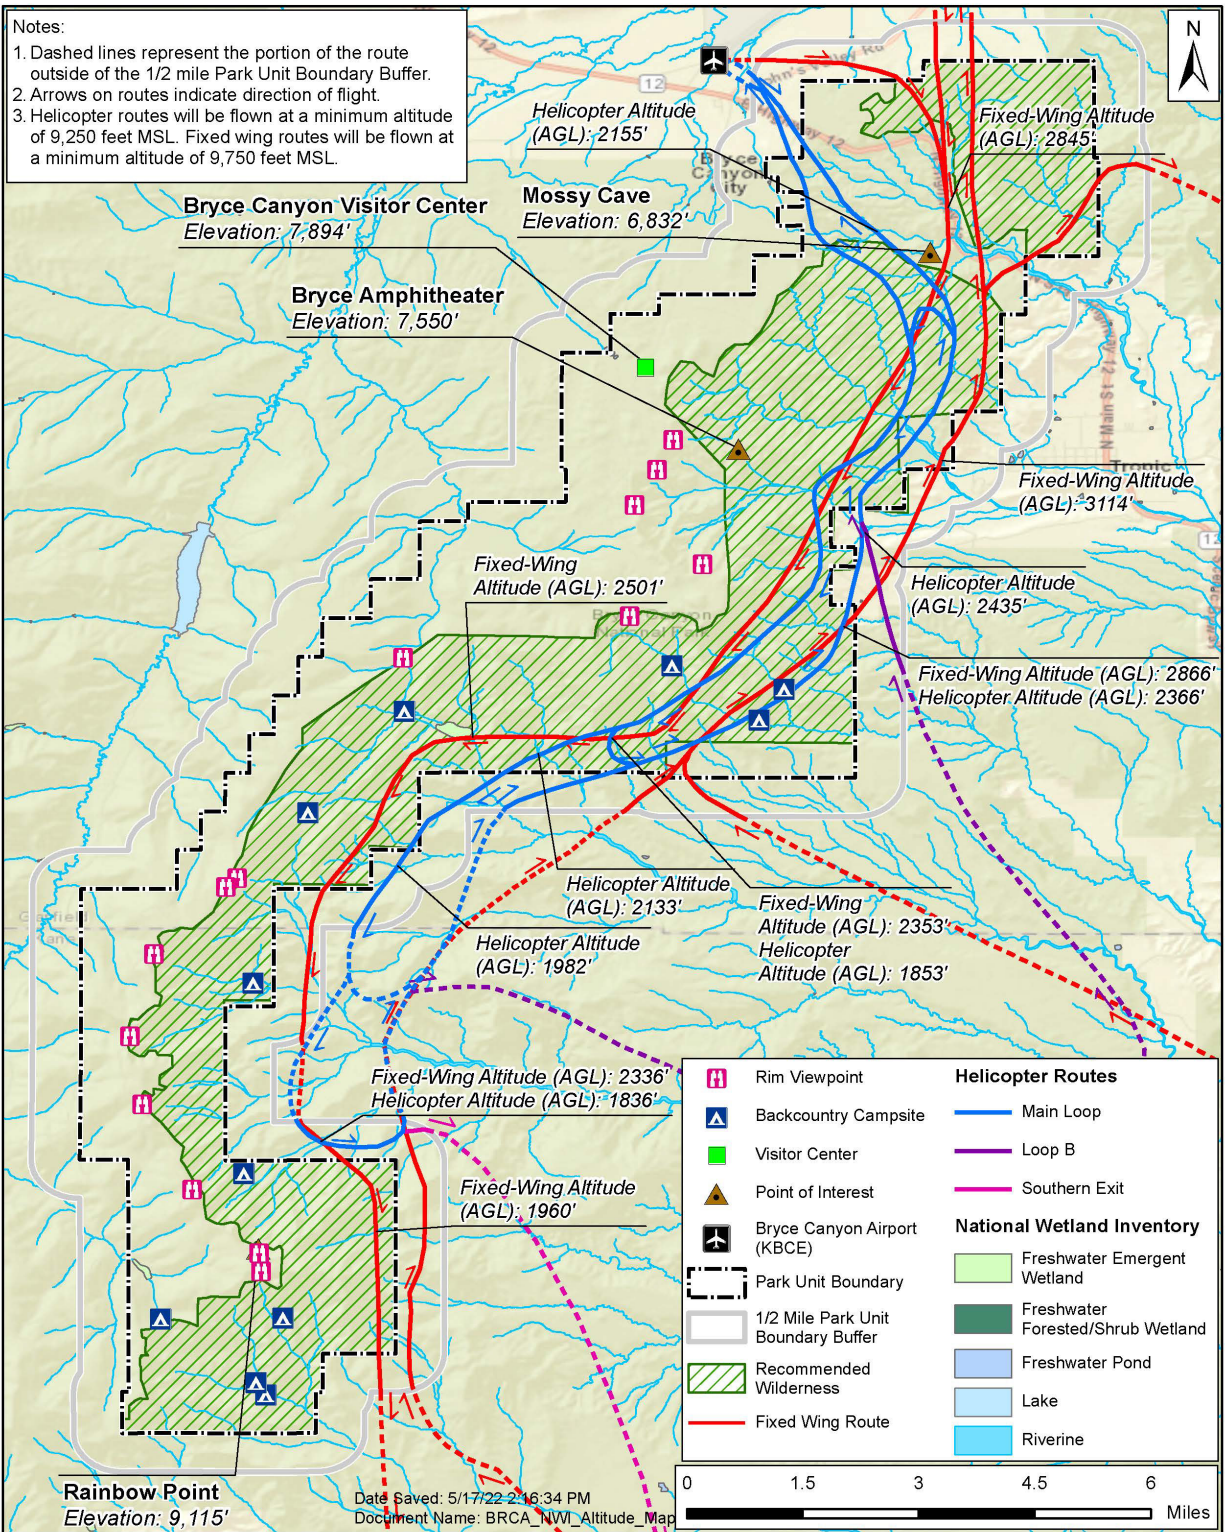 Notes:
1. Dashed lines represent the portion of the route
outside of the 1/2 mile Park Unit Boundary Buffer.
2. Arrows on routes indicate direction of flight.
3. Helicopter routes will be flown at a minimum altitude
of 9,250 feet MSL. Fixed wing routes will be flown at
a minimum altitude of 9,750 feet MSL.
N
12
Helicopter Altitude
(AGL): 2155'
Fixed-Wing Altitude
(AGL): 2845'
Bryce
Canyon
City
Mossy Cave
Elevation: 6,832'
Bryce Canyon Visitor Center
Elevation: 7,894'
Bryce Amphitheater
Elevation: 7,550'
N Main St
Tropic
Fixed-Wing Altitude
(AGL): 3114'
12
Fixed-Wing
Altitude (AGL): 2501'
Helicopter Altitude
(AGL): 2435'
Bryce Canyon
National Park
Fixed-Wing Altitude (AGL): 2866'
Helicopter Altitude (AGL): 2366'
Helicopter Altitude
(AGL): 2133'
Fixed-Wing
Altitude (AGL): 2353'
Helicopter
Altitude (AGL): 1853'
Helicopter Altitude
(AGL): 1982'
Fixed-Wing Altitude (AGL): 2336'
Helicopter Altitude (AGL): 1836'
Fixed-Wing Altitude
(AGL): 1960'
Rainbow Point
Elevation: 9,115'
Date Saved: 5/17/22 2:16:34 PM
Document Name: BRCA_NWI_Altitude_Map
Rim Viewpoint
Backcountry Campsite
Visitor Center
Point of Interest
Bryce Canyon Airport
(KBCE)
Park Unit Boundary
1/2 Mile Park Unit
Boundary Buffer
Recommended
Wilderness
Fixed Wing Route
Helicopter Routes
Main Loop
Loop B
Southern Exit
National Wetland Inventory
Freshwater Emergent
Wetland
Freshwater
Forested/Shrub Wetland
Freshwater Pond
Lake
Riverine
0 1.5 3 4.5 6
Miles